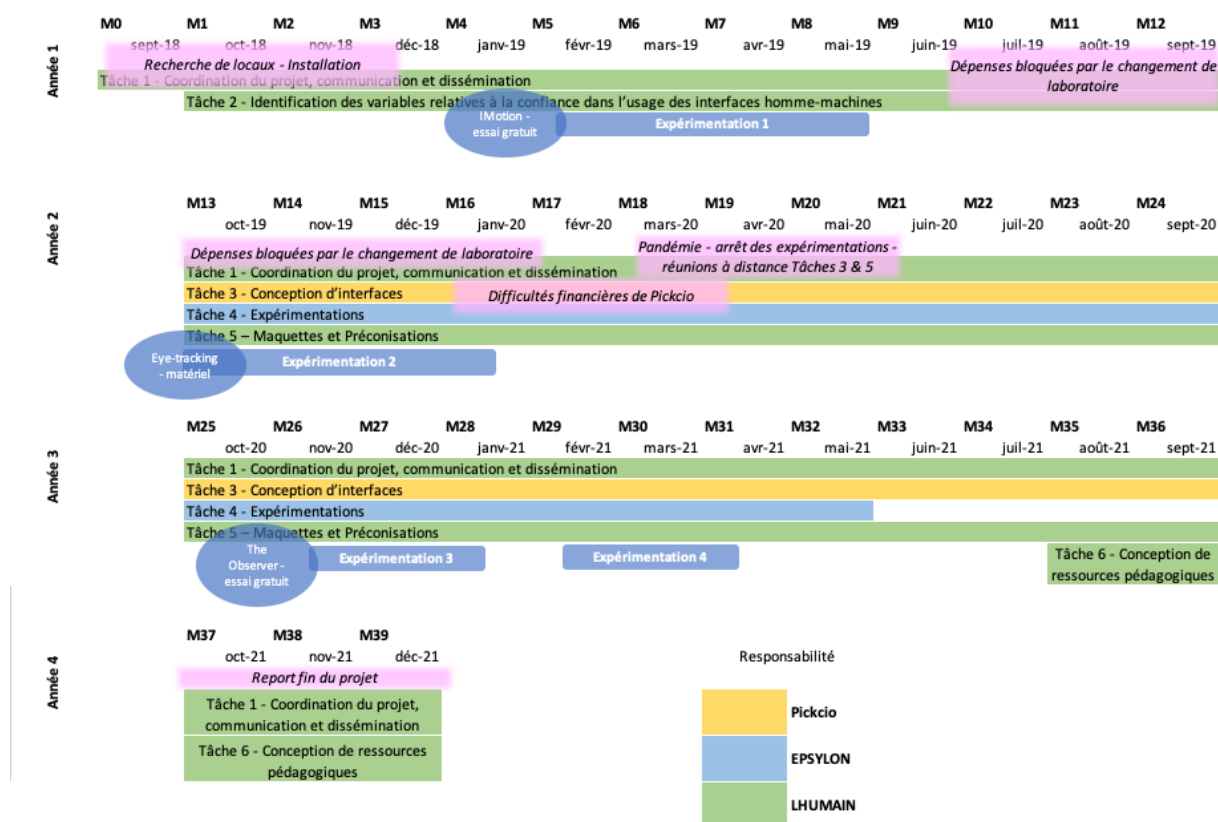 Année 1
M0 M1 M2 M3 M4 M5 M6 M7 M8 M9 M10 M11 M12
sept-18 oct-18 nov-18 déc-18 janv-19 févr-19 mars-19 avr-19 mai-19 juin-19 juil-19 août-19 sept-19
Recherche de locaux - Installation
Dépenses bloquées par le changement de
laboratoire
Tâche 1 - Coordination du projet, communication et dissémination
Tâche 2 - Identification des variables relatives à la confiance dans l’usage des interfaces homme-machines
IMotion -
essai gratuit
Expérimentation 1
Année 2
M13 M14 M15 M16 M17 M18 M19 M20 M21 M22 M23 M24
oct-19 nov-19 déc-19 janv-20 févr-20 mars-20 avr-20 mai-20 juin-20 juil-20 août-20 sept-20
Dépenses bloquées par le changement de laboratoire
Pandémie - arrêt des expérimentations -
réunions à distance Tâches 3 & 5
Tâche 1 - Coordination du projet, communication et dissémination
Tâche 3 - Conception d’interfaces
Difficultés financières de Pickcio
Tâche 4 - Expérimentations
Tâche 5 – Maquettes et Préconisations
Eye-tracking
- matériel
Expérimentation 2
Année 3
M25 M26 M27 M28 M29 M30 M31 M32 M33 M34 M35 M36
oct-20 nov-20 déc-20 janv-21 févr-21 mars-21 avr-21 mai-21 juin-21 juil-21 août-21 sept-21
Tâche 1 - Coordination du projet, communication et dissémination
Tâche 3 - Conception d’interfaces
Tâche 4 - Expérimentations
Tâche 5 – Maquettes et Préconisations
The
Observer -
essai gratuit
Expérimentation 3
Expérimentation 4
Tâche 6 - Conception de
ressources pédagogiques
Année 4
M37 M38 M39
oct-21 nov-21 déc-21
Report fin du projet
Tâche 1 - Coordination du projet,
communication et dissémination
Tâche 6 - Conception de ressources
pédagogiques
Responsabilité
Pickcio
EPSYLON
LHUMAIN